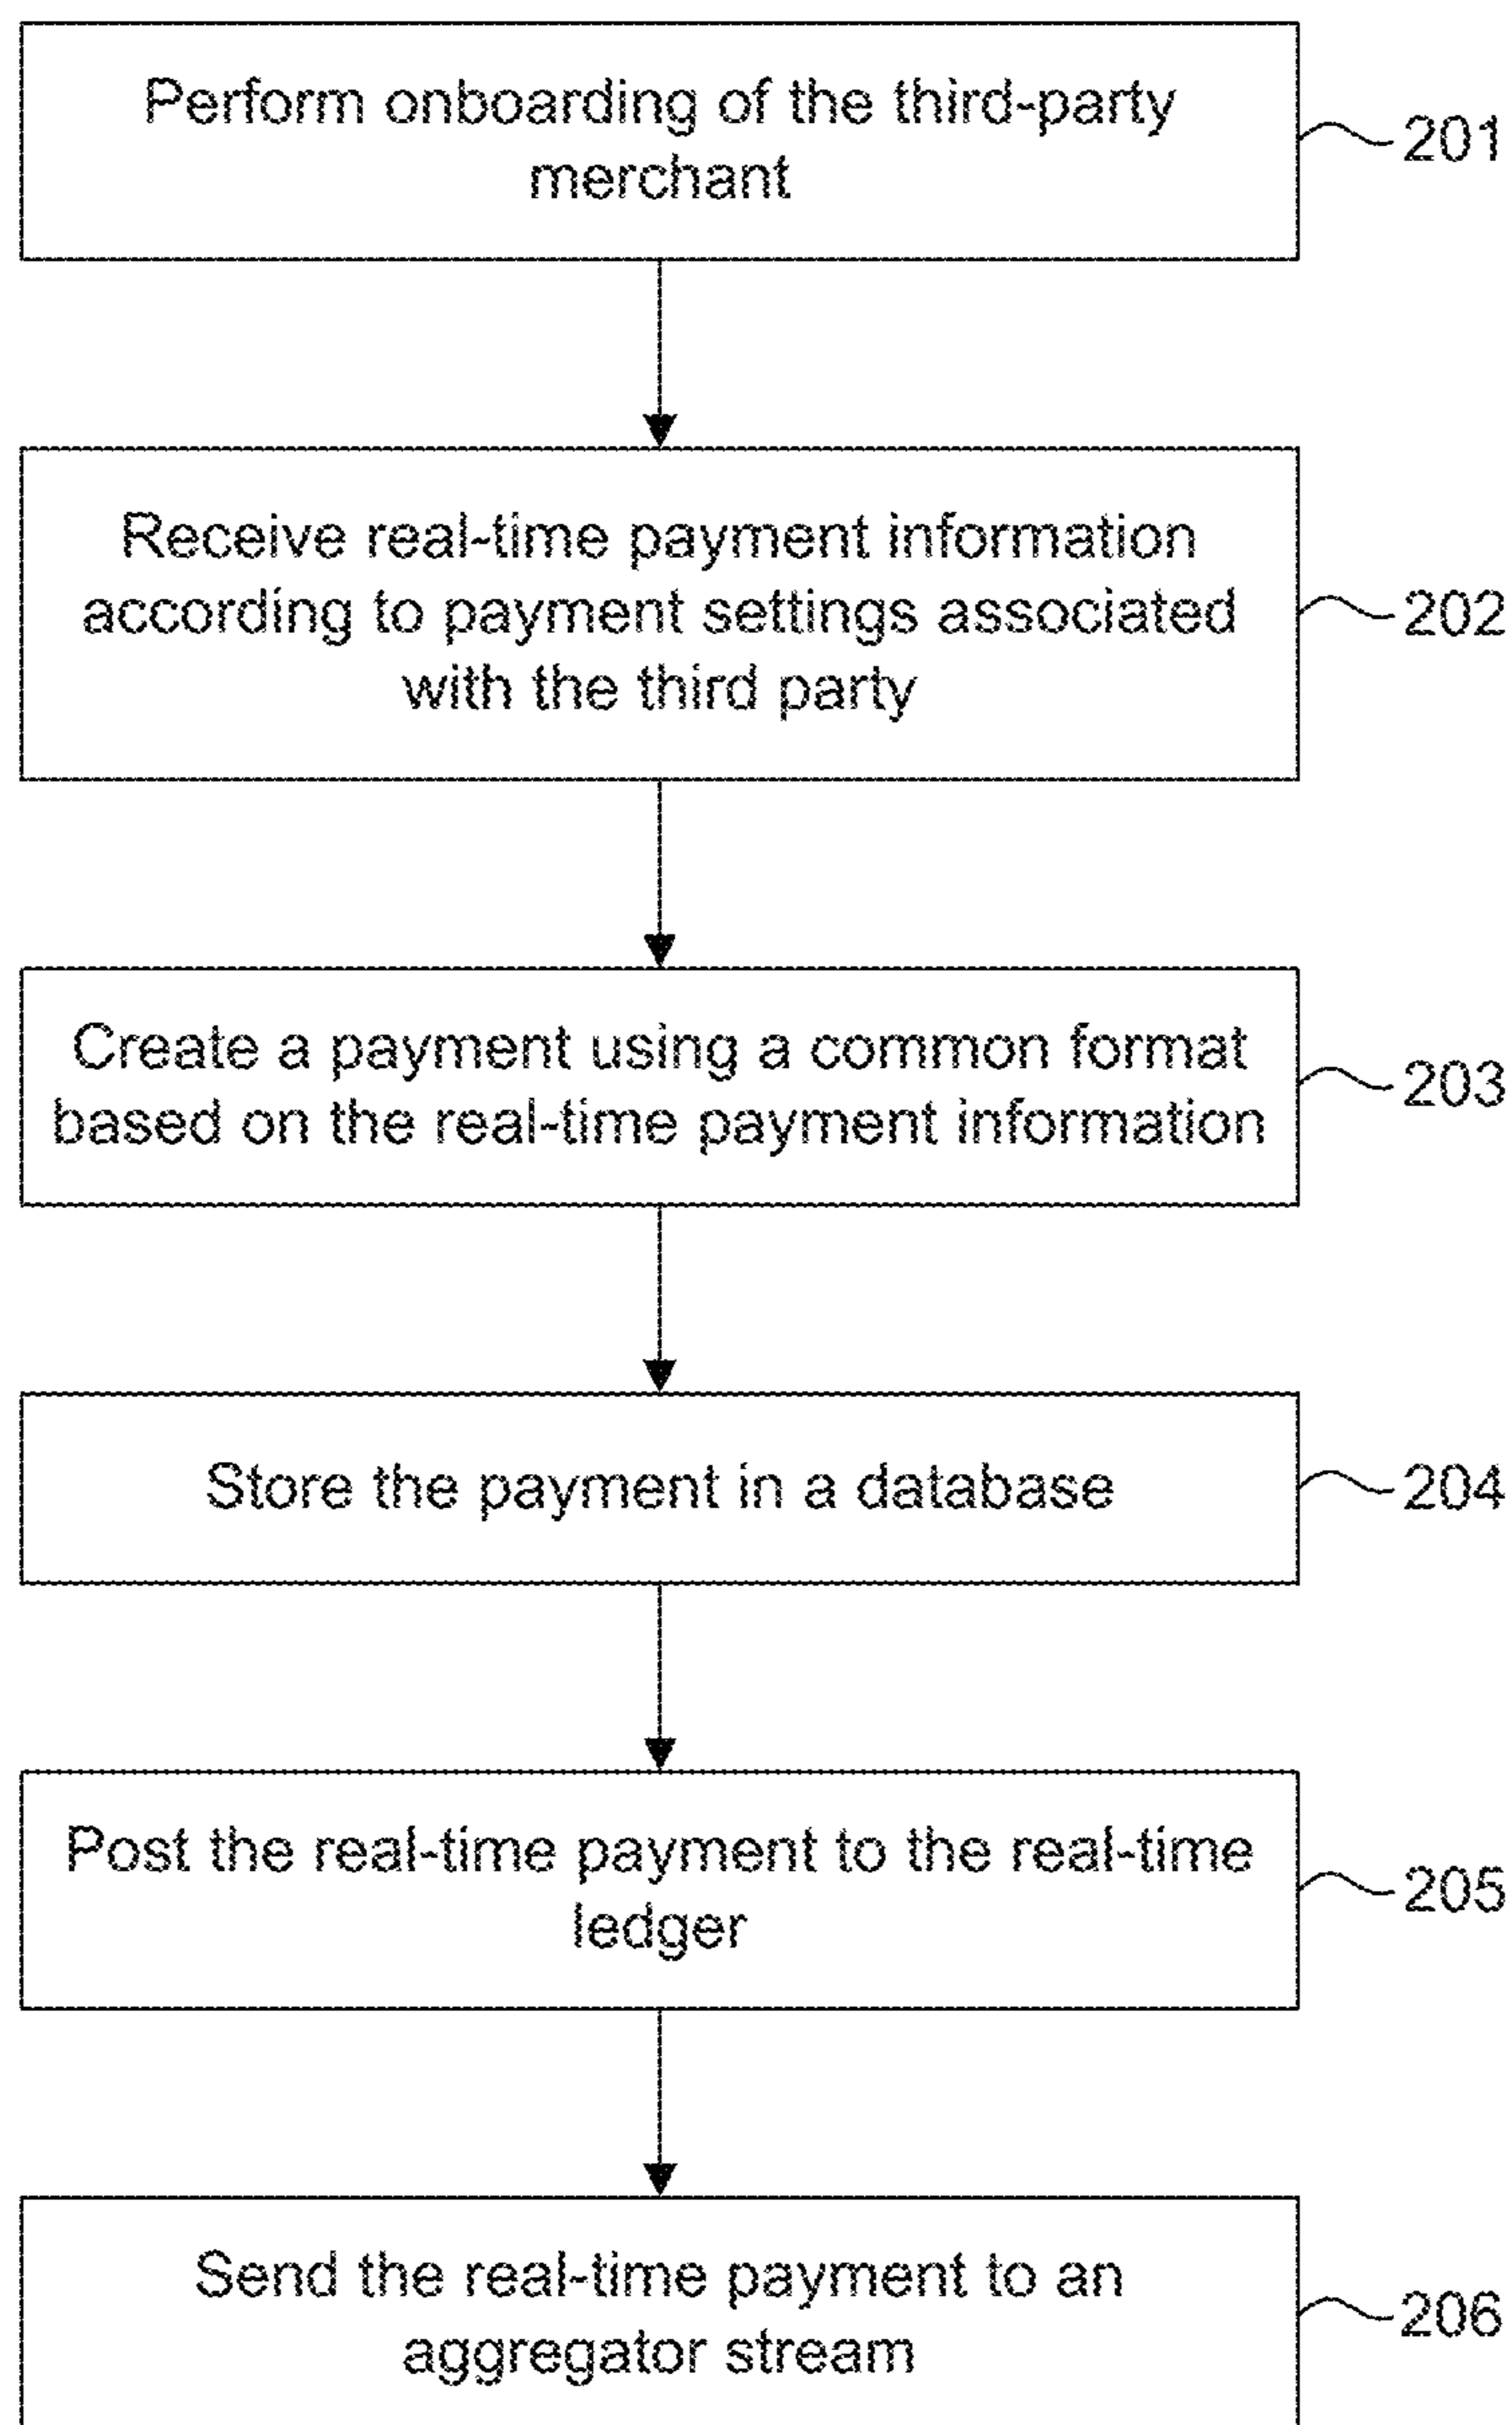 Perform onboarding of the third-party
merchant
201
Receive real-time payment information
according to payment settings associated
with the third party
202
Create a payment using a common format
based on the real-time payment information
203
Store the payment in a database
204
Post the real-time payment to the real-time
ledger
205
Send the real-time payment to an
aggregator stream
206